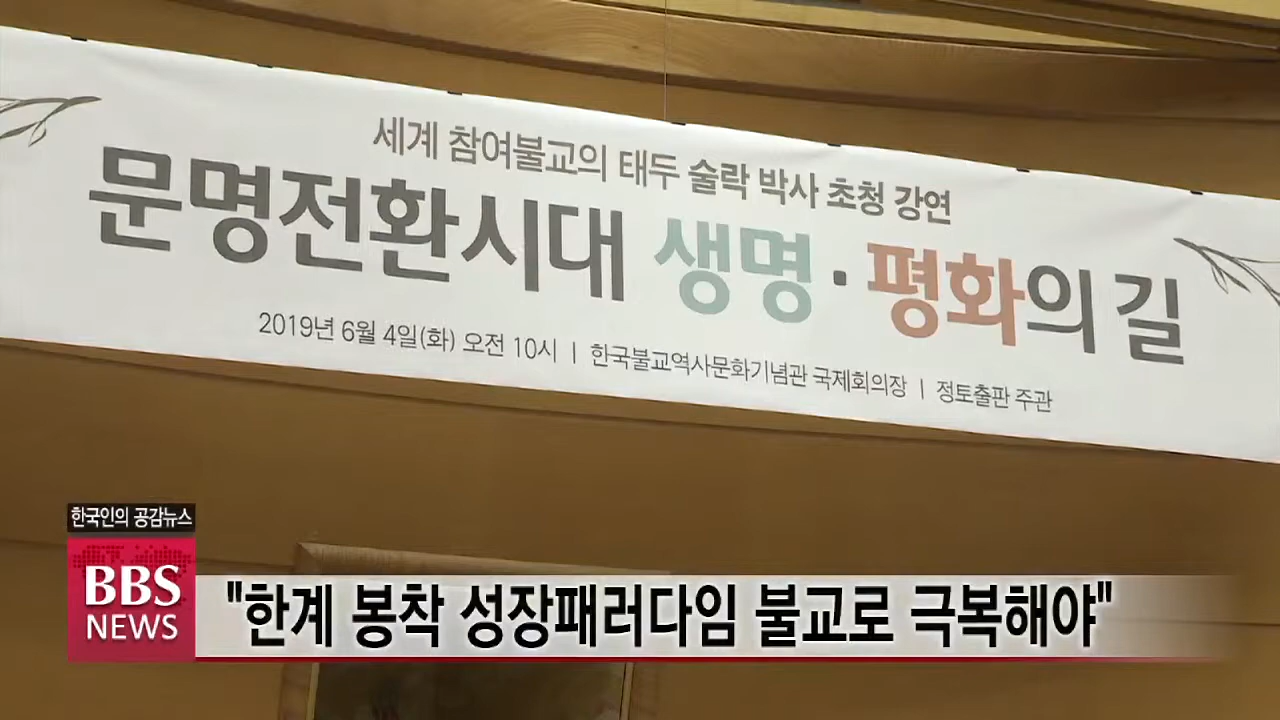 세계 참여불교의 태두 술락 박사 초청 강연
문명전환시대 생명·평화의 길
2019년 6월 4일(화) 오전 10시 | 한국불교역사문화기념관 국제회의장 | 정토출판 주관
한국인의 공감뉴스
BBS
NEWS
"한계 봉착 성장패러다임 불교로 극복해야"